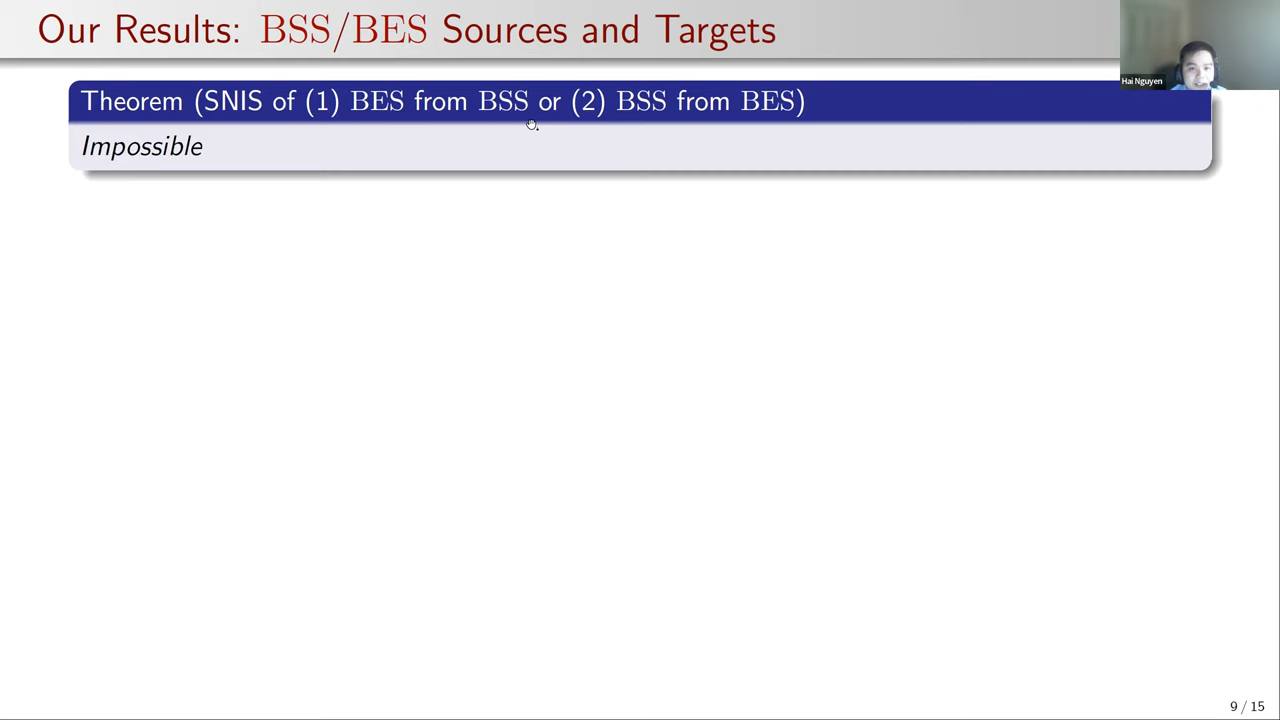 Our Results: BSS/BES Sources and Targets
Hai Nguyen
Theorem (SNIS of (1) BES from BSS or (2) BSS from BES)
Impossible
9 / 15